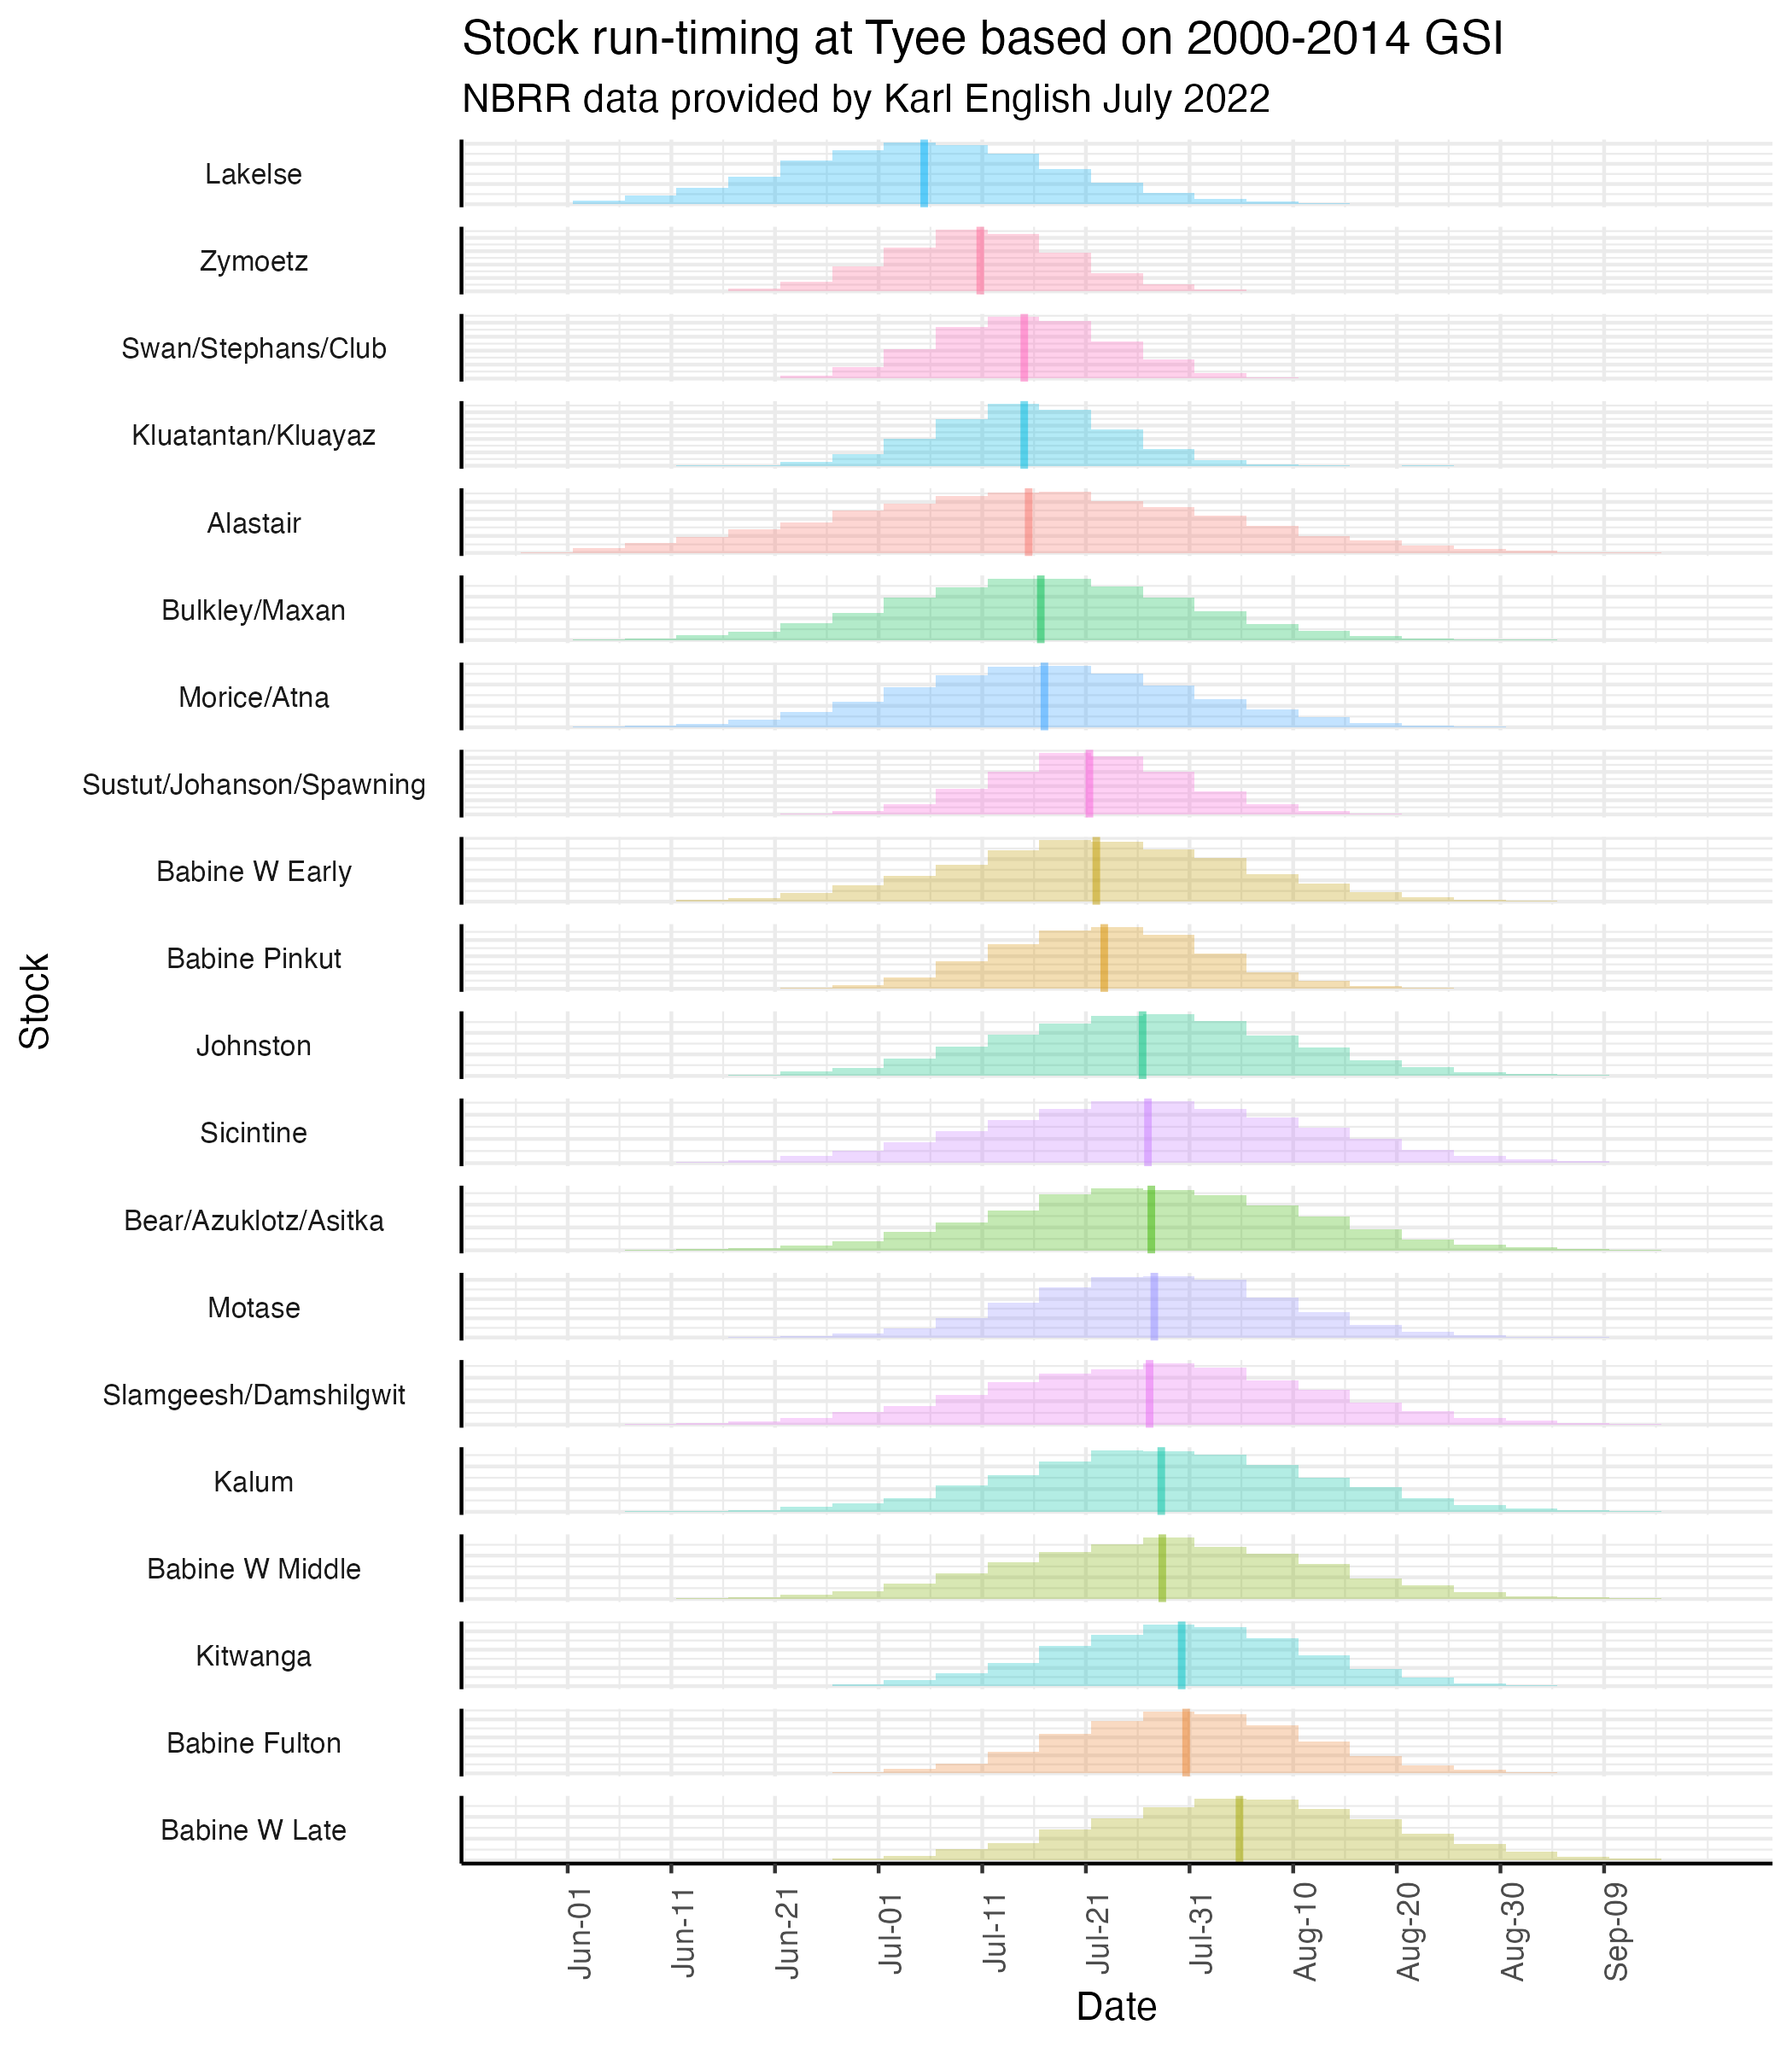 Stock run-timing at Tyee based on 2000-2014 GSI
NBRR data provided by Karl English July 2022
Lakelse
Zymoetz
Swan/Stephans/Club
Kluatantan/Kluayaz
Alastair
Bulkley/Maxan
Morice/Atna
Sustut/Johanson/Spawning
Babine W Early
Babine Pinkut
Johnston
Sicintine
Bear/Azuklotz/Asitka
Motase
Slamgeesh/Damshilgwit
Kalum
Babine W Middle
Kitwanga
Babine Fulton
Babine W Late
Stock
Jun-01
Jun-11
Jun-21
Jul-01
Jul-11
Jul-21
Jul-31
Aug-10
Aug-20
Aug-30
Sep-09
Date